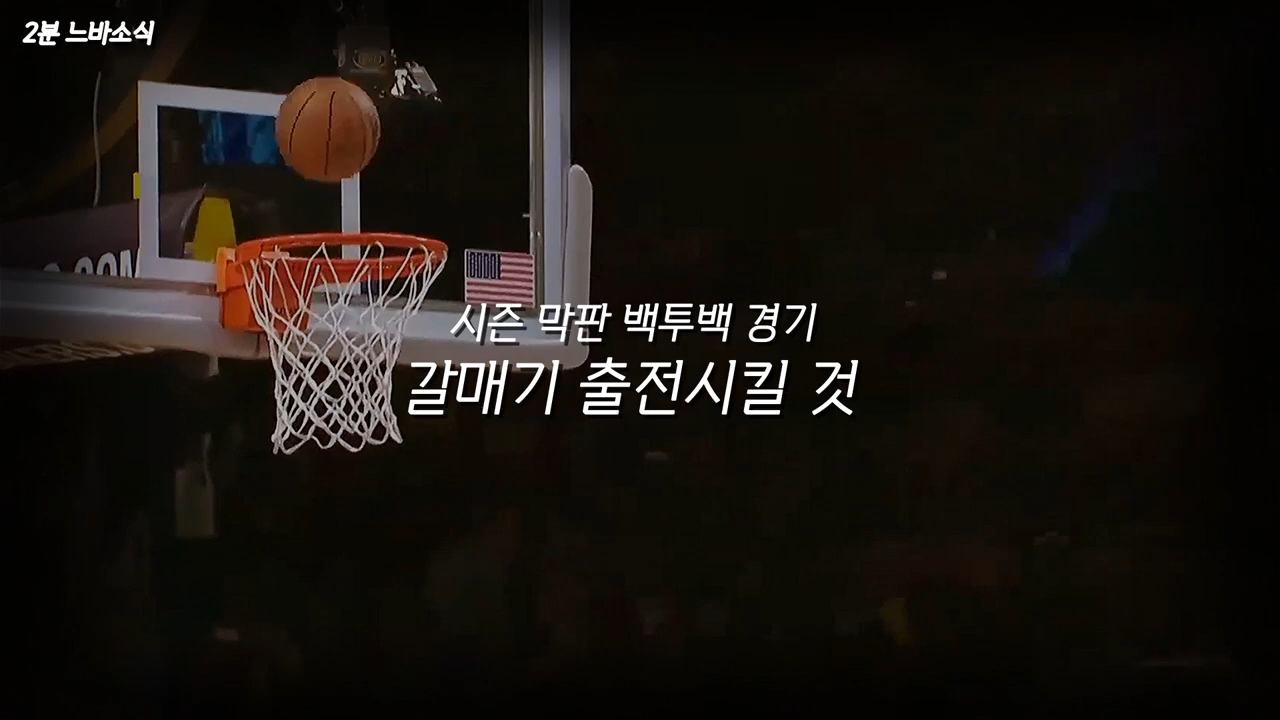 2분 느바소식
시즌 막판 백투백 경기
갈매기 출전시킬 것